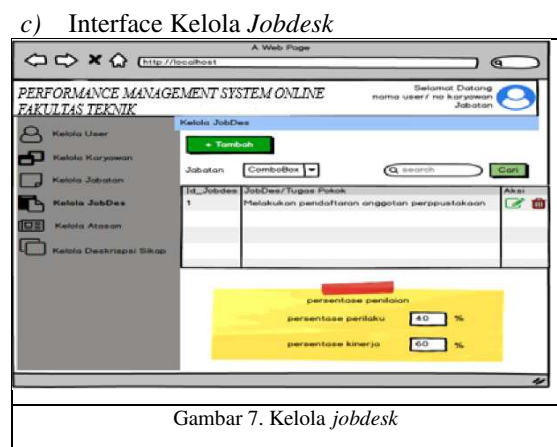 c) Interface Kelola Jobdesk
A Web Page
http://localhost
PERFORMANCE MANAGEMENT SYSTEM ONLINE
FAKULTAS TEKNIK
Selamat Datang
nama user/ no karyawan
Jabatan
Kelola User
Kelola Karyawan
Kelola Jabatan
Kelola JobDes
Kelola Atasan
Kelola Deskripsi Sikap
Kelola JobDes
+ Tambah
Jabatan ComboBox search Cari
Id_Jobdes JobDes/Tugas Pokok Aksi
1 Melakukan pendaftaran anggotan perppustakaan
persentase penilaian
persentase perilaku 40 %
persentase kinerja 60 %
Gambar 7. Kelola jobdesk